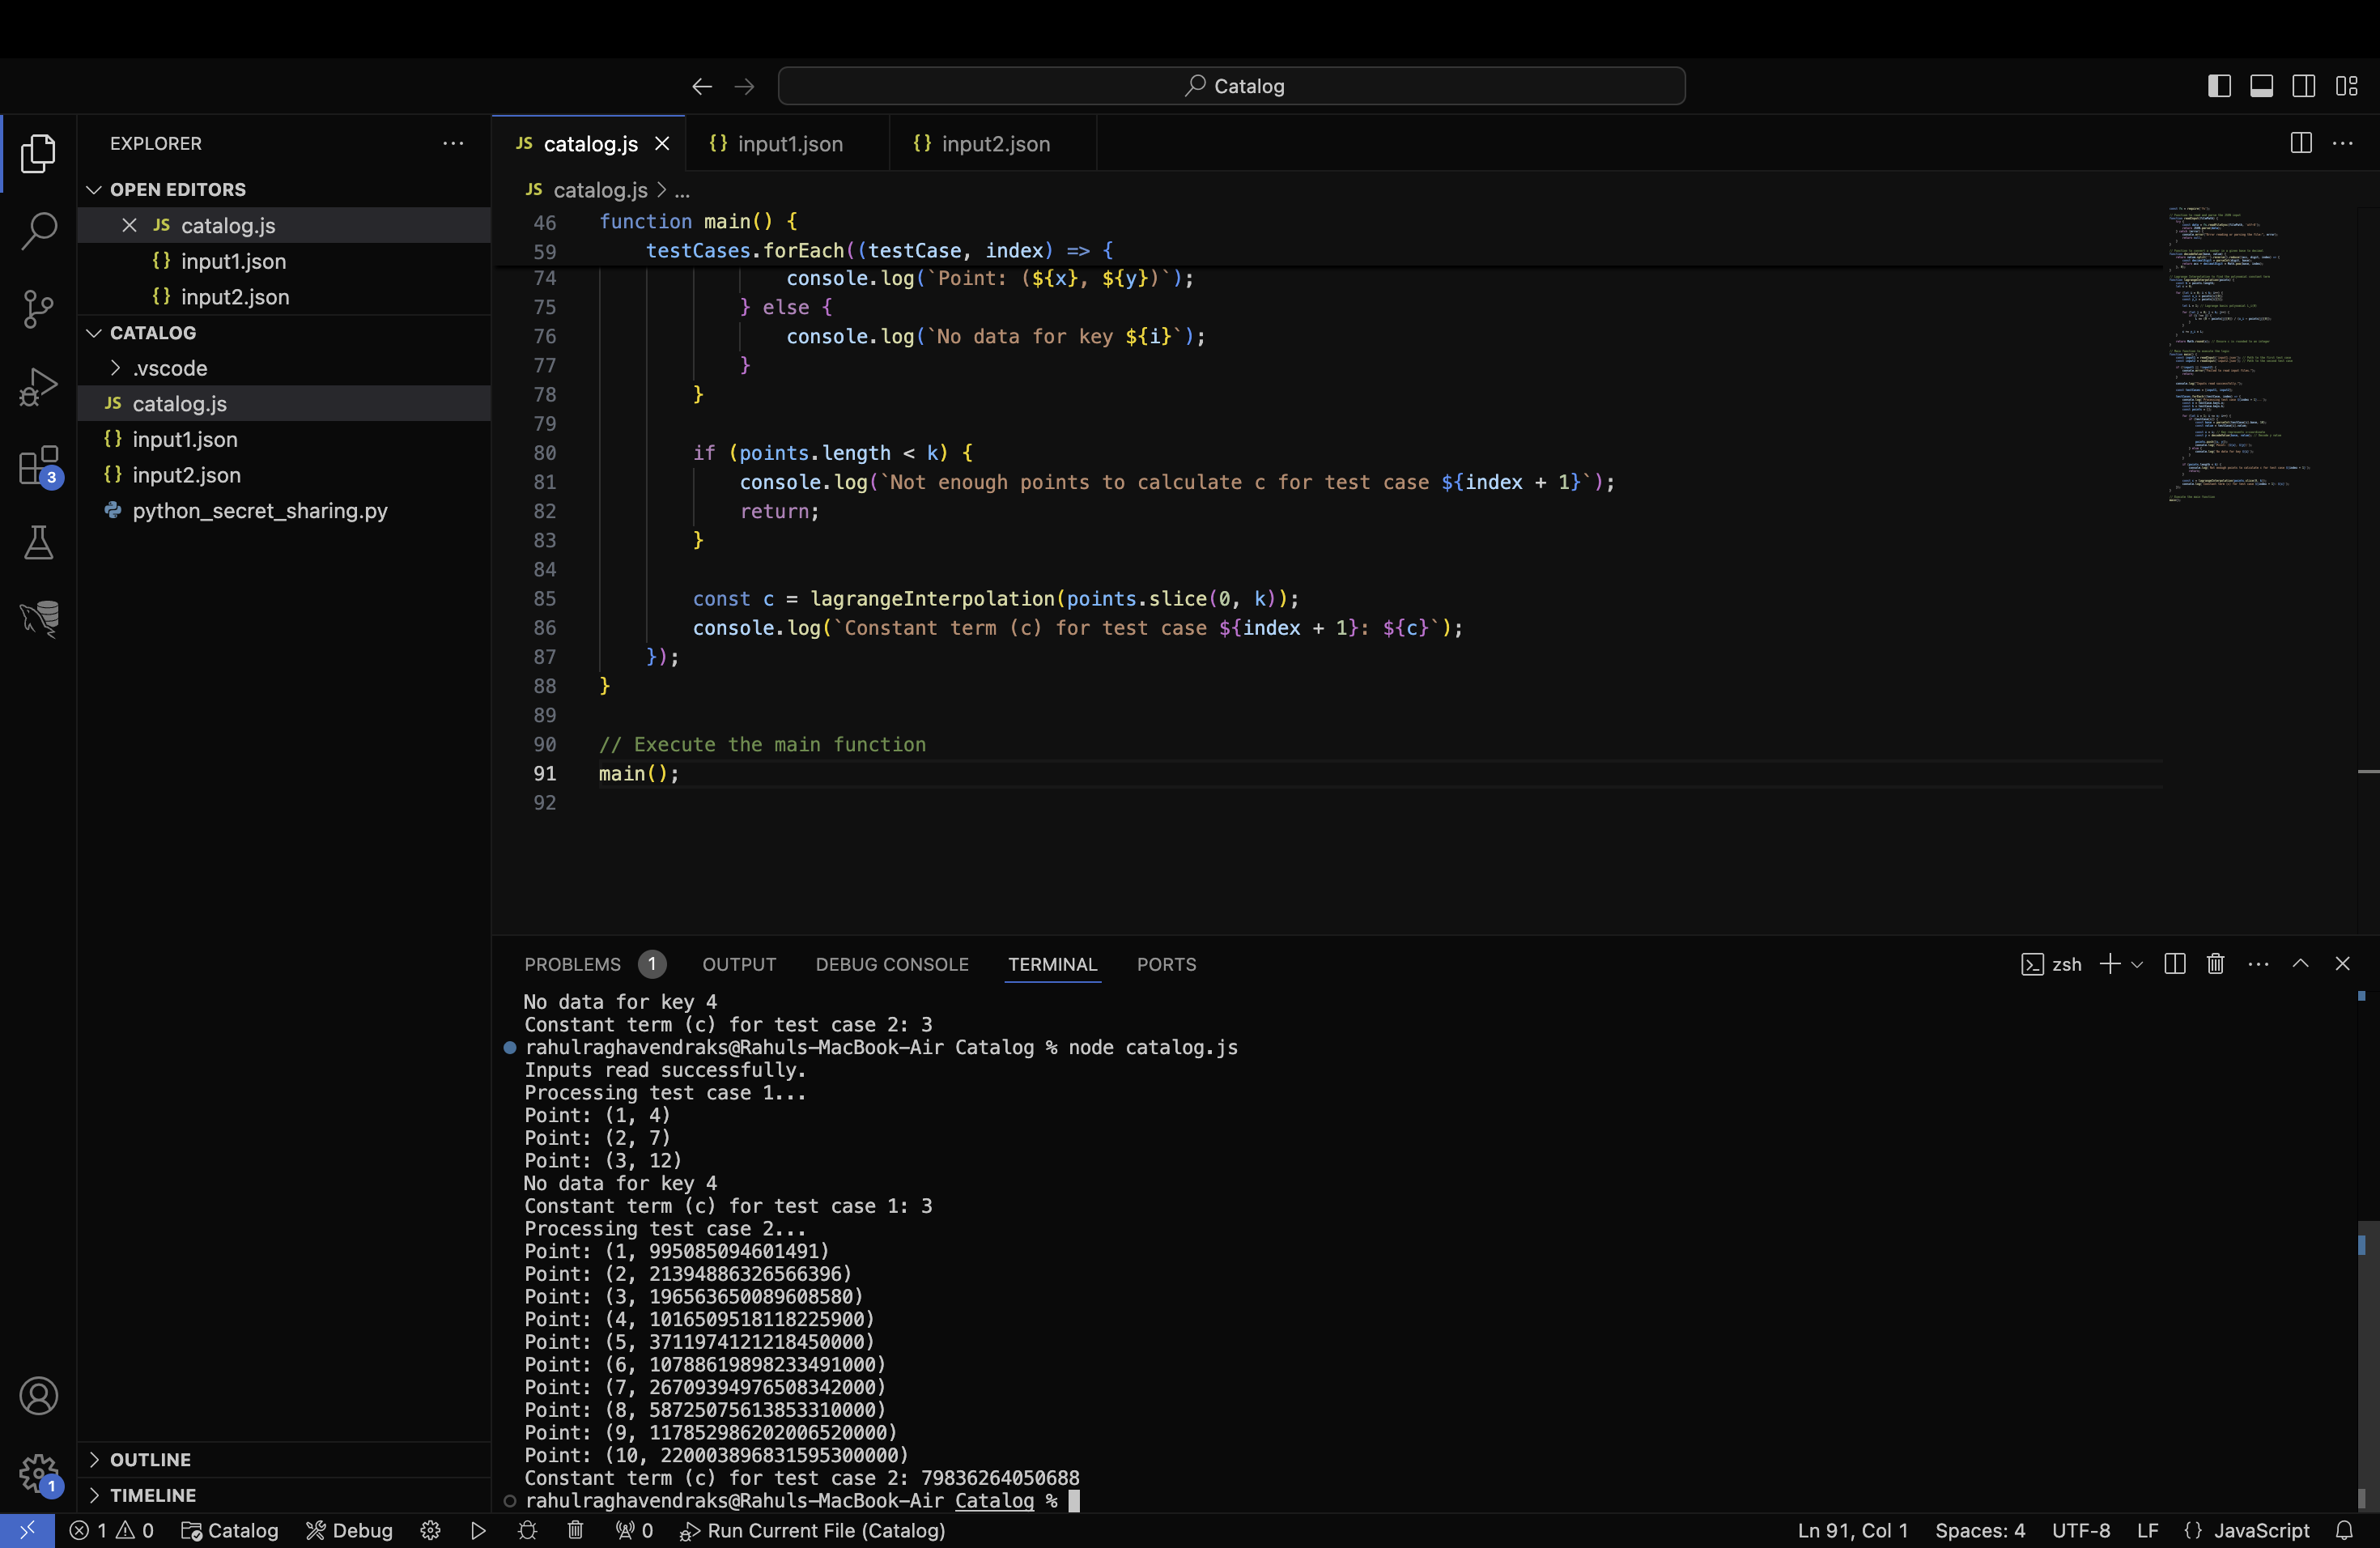 Catalog
EXPLORER
OPEN EDITORS
JS catalog.js
{} input1.json
{} input2.json
CATALOG
.vscode
JS catalog.js
{} input1.json
{} input2.json
python_secret_sharing.py
OUTLINE
TIMELINE
3
1
JS catalog.js
{} input1.json
{} input2.json
JS catalog.js > ...
46 function main() {
59 testCases.forEach((testCase, index) => {
74 console.log(`Point: (${x}, ${y})`);
75 } else {
76 console.log(`No data for key ${i}`);
77 }
78 }
79
80 if (points.length < k) {
81 console.log(`Not enough points to calculate c for test case ${index + 1}`);
82 return;
83 }
84
85 const c = lagrangeInterpolation(points.slice(0, k));
86 console.log(`Constant term (c) for test case ${index + 1}: ${c}`);
87 });
88 }
89
90 // Execute the main function
91 main();
92
PROBLEMS 1 OUTPUT DEBUG CONSOLE TERMINAL PORTS
zsh
No data for key 4
Constant term (c) for test case 2: 3
rahulraghavendraks@Rahuls-MacBook-Air Catalog % node catalog.js
Inputs read successfully.
Processing test case 1...
Point: (1, 4)
Point: (2, 7)
Point: (3, 12)
No data for key 4
Constant term (c) for test case 1: 3
Processing test case 2...
Point: (1, 995085094601491)
Point: (2, 21394886326566396)
Point: (3, 196563650089608580)
Point: (4, 1016509518118225900)
Point: (5, 3711974121218450000)
Point: (6, 10788619898233491000)
Point: (7, 26709394976508342000)
Point: (8, 58725075613853310000)
Point: (9, 117852986202006520000)
Point: (10, 220003896831595300000)
Constant term (c) for test case 2: 79836264050688
rahulraghavendraks@Rahuls-MacBook-Air Catalog %
1 0 Catalog Debug 0 Run Current File (Catalog) Ln 91, Col 1 Spaces: 4 UTF-8 LF {} JavaScript